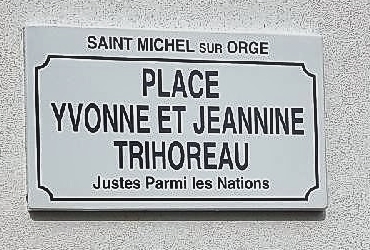 SAINT MICHEL SUR ORGE
PLACE
YVONNE ET JEANNINE
TRIHOREAU
Justes Parmi les Nations